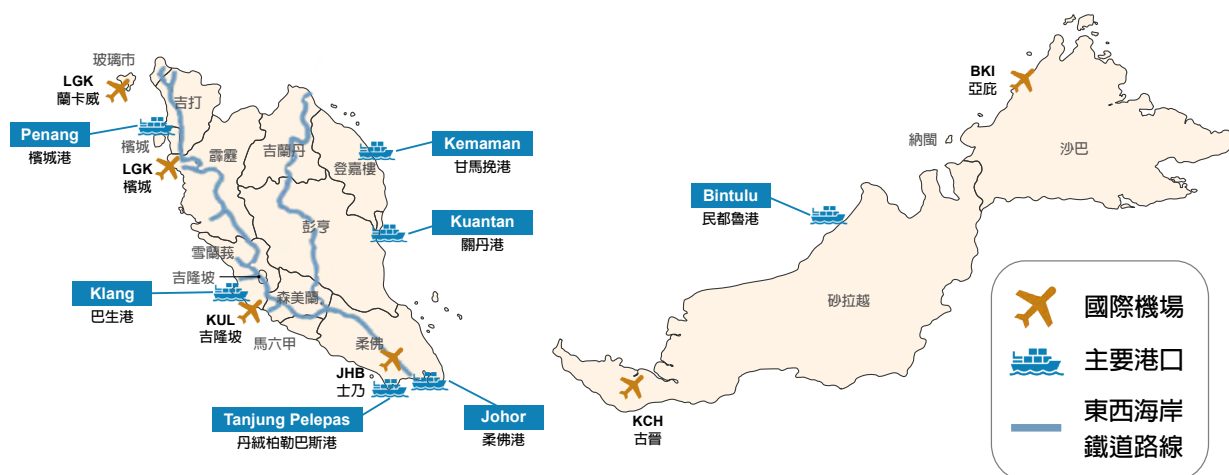 玻璃市
LGK
蘭卡威
吉打
Penang
檳城港
檳城
LGK
檳城
霹靂
吉蘭丹
登嘉樓
Kemaman
甘馬挽港
Kuantan
關丹港
彭亨
雪蘭莪
吉隆坡
Klang
巴生港
KUL
吉隆坡
森美蘭
馬六甲
柔佛
JHB
士乃
Tanjung Pelepas
丹絨柏勒巴斯港
Johor
柔佛港
BKI
亞庇
納閩
沙巴
Bintulu
民都魯港
砂拉越
KCH
古晉
國際機場
主要港口
東西海岸
鐵道路線